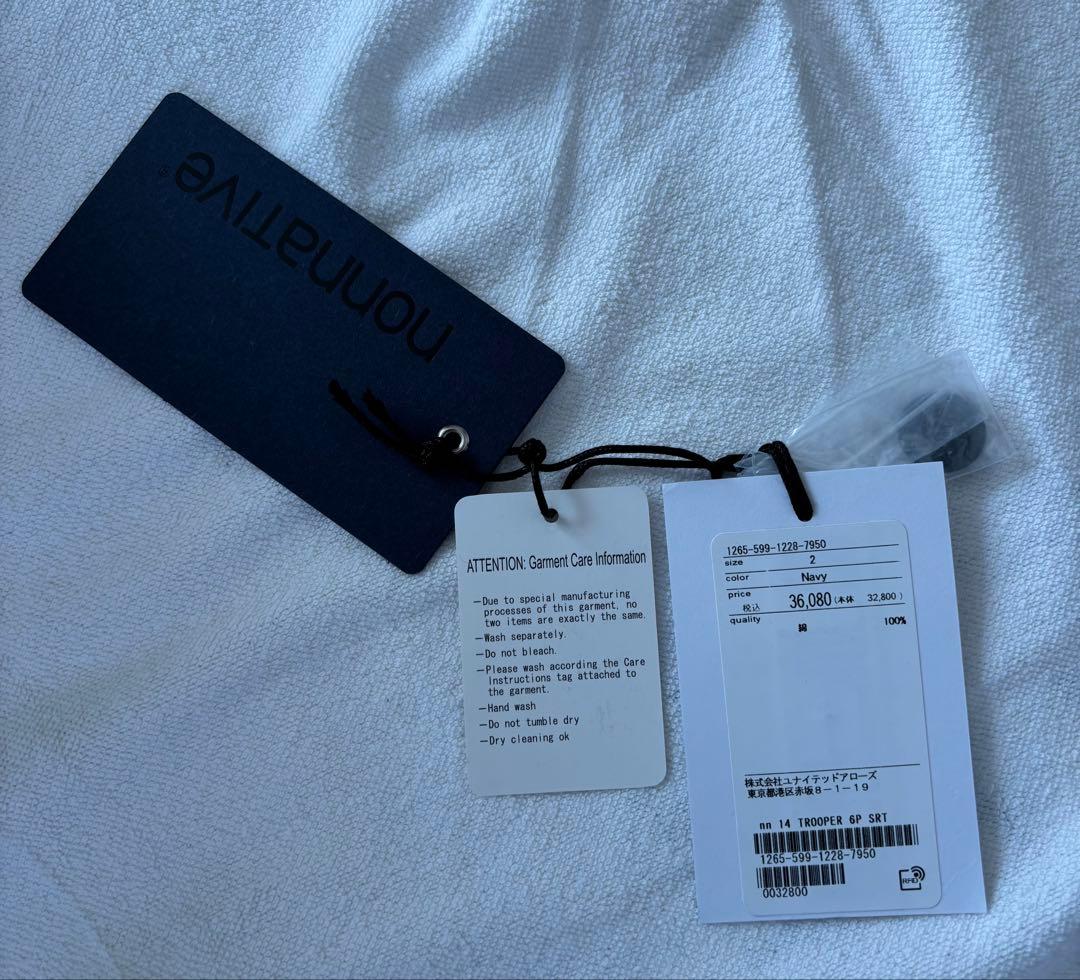 nonnative®
ATTENTION: Garment Care Information
—Due to special manufacturing
processes of this garment, no
two items are exactly the same.
—Wash separately.
—Do not bleach.
—Please wash according the Care
Instructions tag attached to
the garment.
—Hand wash
—Do not tumble dry
—Dry cleaning ok
1265-599-1228-7950
size 2
color Navy
price
税込 36,080 (本体 32,800 )
quality
綿 100%
株式会社ユナイテッドアローズ
東京都港区赤坂8-1-19
nn 14 TROOPER 6P SRT
1265-599-1228-7950
0032800
RFID